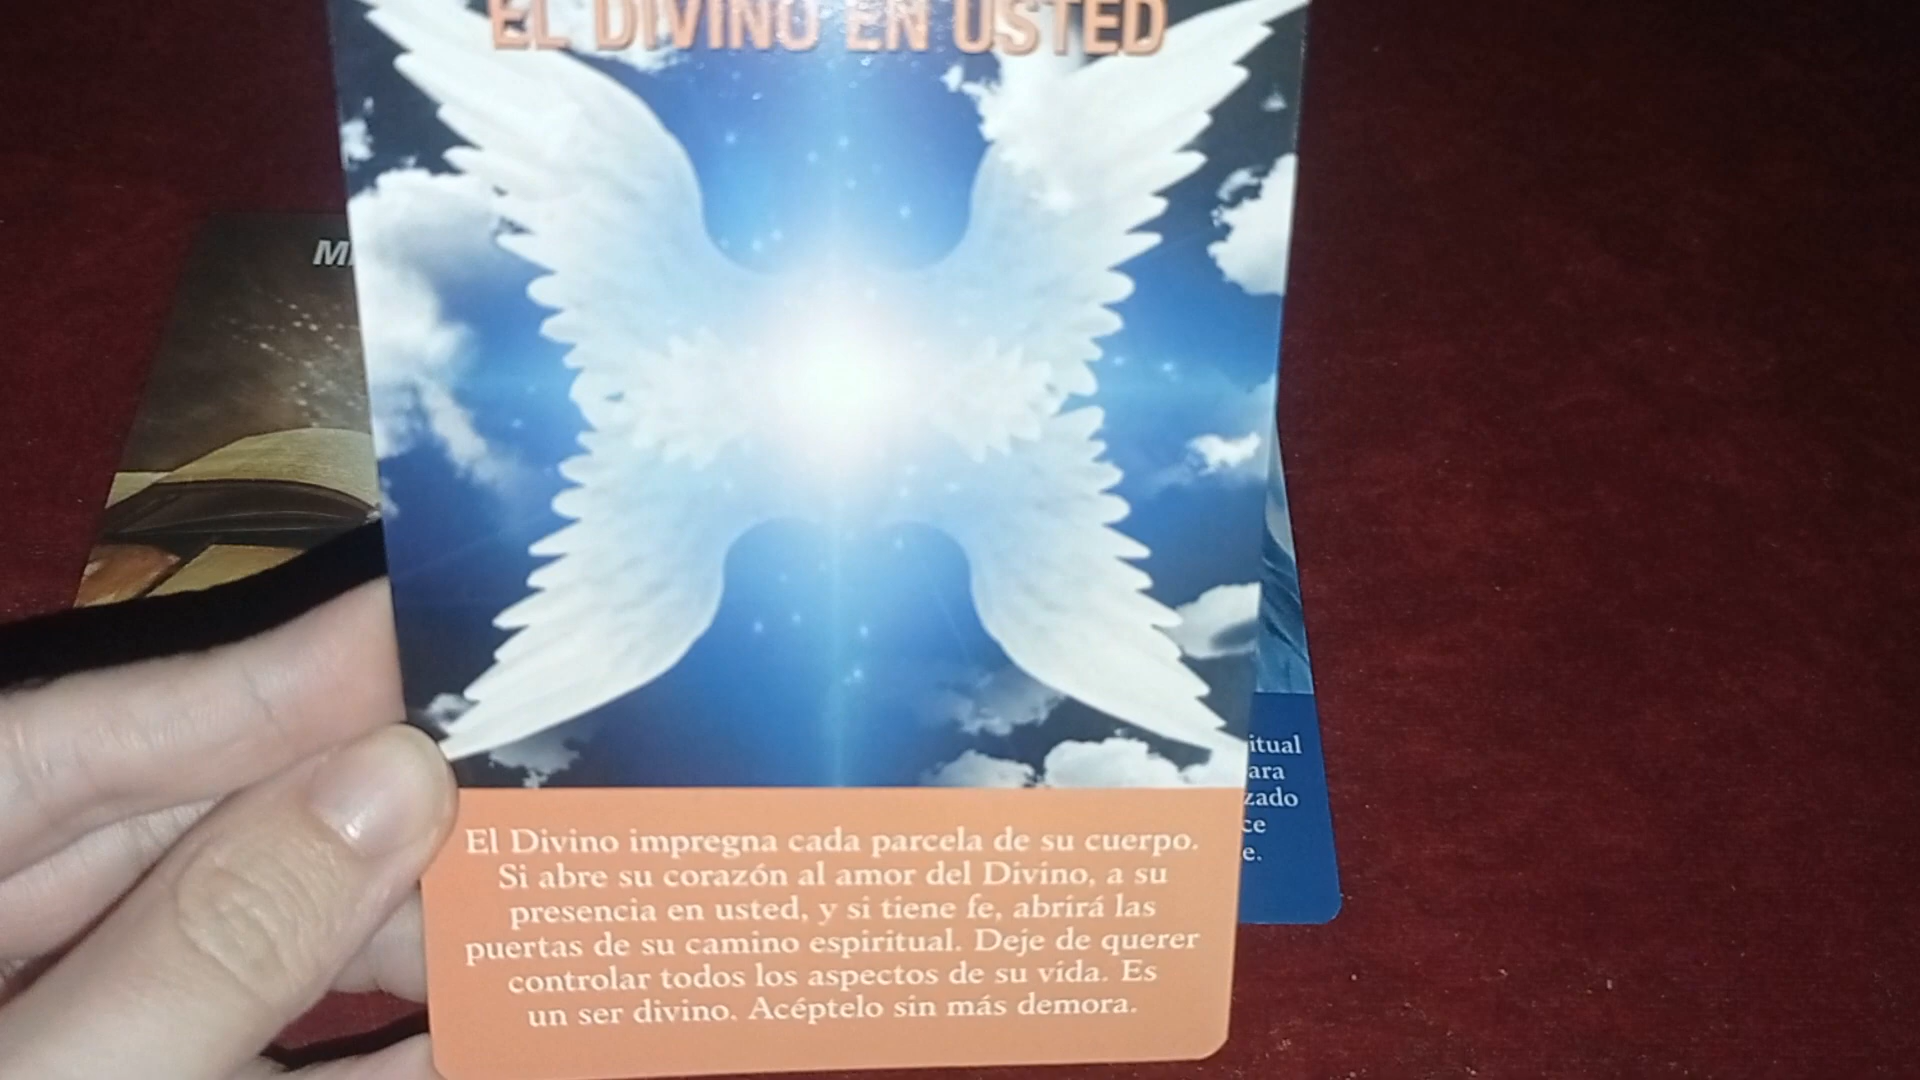 EL DIVINO EN USTED
El Divino impregna cada parcela de su cuerpo.
Si abre su corazón al amor del Divino, a su
presencia en usted, y si tiene fe, abrirá las
puertas de su camino espiritual. Deje de querer
controlar todos los aspectos de su vida. Es
un ser divino. Acéptelo sin más demora.